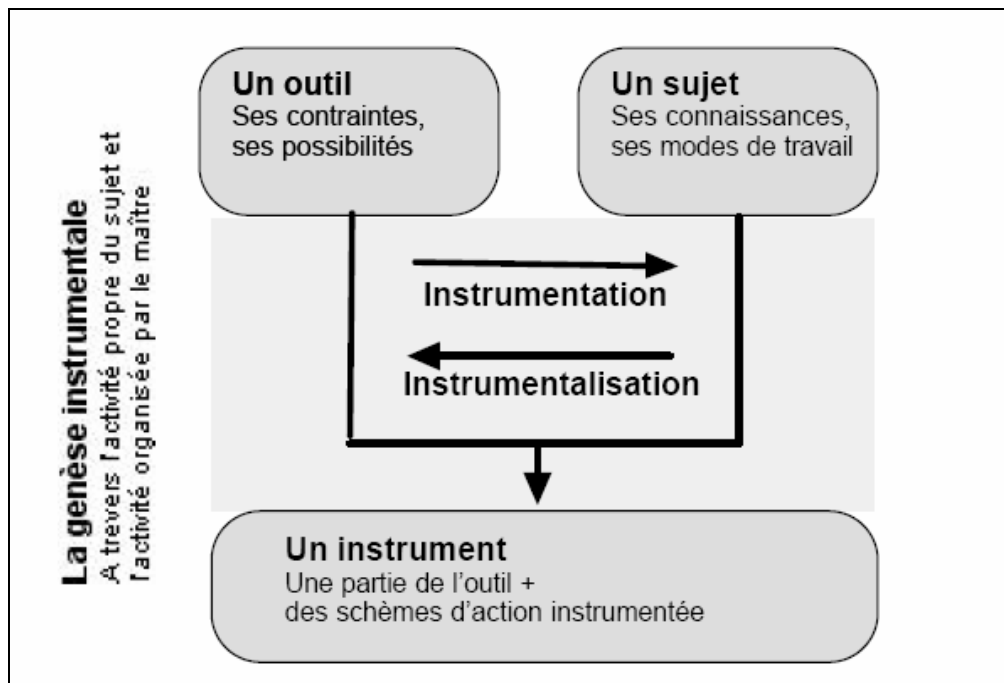 Un outil
Ses contraintes,
ses possibilités
Un sujet
Ses connaissances,
ses modes de travail
La genèse instrumentale
A trevers l'activité propre du sujet et
l'activité organisée par le maître
Instrumentation
Instrumentalisation
Un instrument
Une partie de l'outil +
des schèmes d'action instrumentée